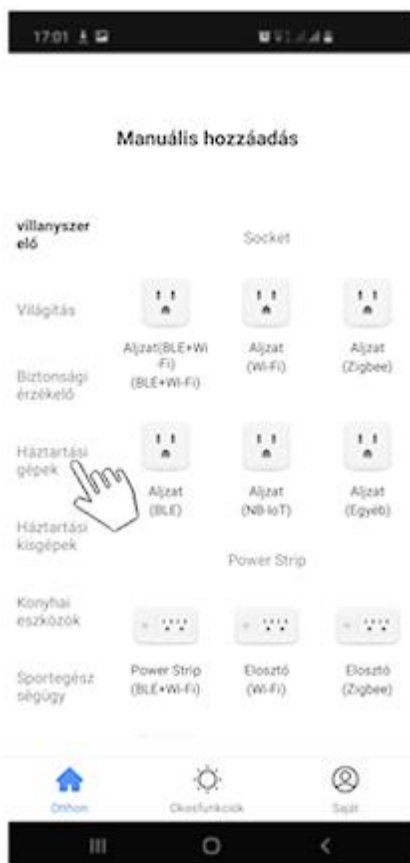 17:01
Manuális hozzáadás
villanyszer
elő
Világítás
Biztonsági
érzékelő
Háztartási
gépek
Háztartási
kisgépek
Konyhai
eszközök
Sportegész
ségügy
Socket
Aljzat(BLE+Wi
-Fi)
(BLE+Wi-Fi)
Aljzat
(Wi-Fi)
Aljzat
(Zigbee)
Aljzat
(BLE)
Aljzat
(NB-IoT)
Aljzat
(Egyéb)
Power Strip
Power Strip
(BLE+Wi-Fi)
Elosztó
(Wi-Fi)
Elosztó
(Zigbee)
Otthon
Okosfunkciók
Saját